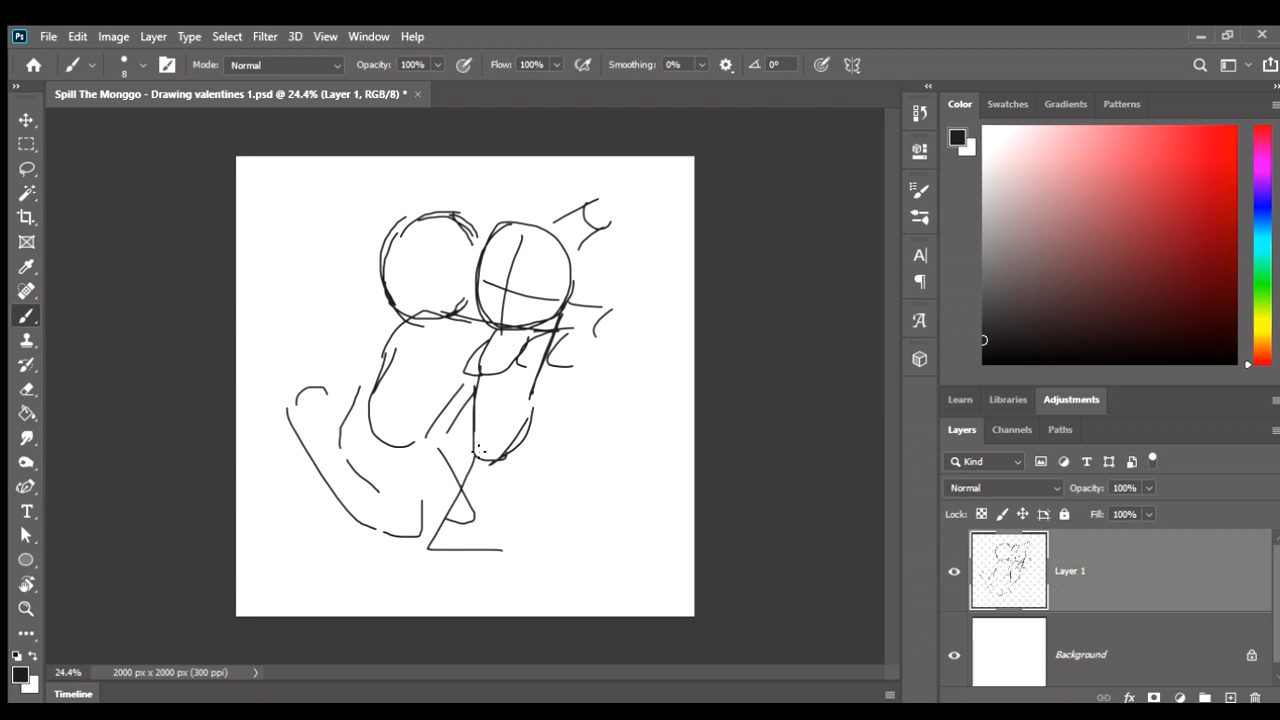 Ps File Edit Image Layer Type Select Filter 3D View Window Help
8 Mode: Normal Opacity: 100% Flow: 100% Smoothing: 0% 0°
Spill The Monggo - Drawing valentines 1.psd @ 24.4% (Layer 1, RGB/8) *
Color Swatches Gradients Patterns
Learn Libraries Adjustments
Layers Channels Paths
Kind
Normal Opacity: 100%
Lock: Fill: 100%
Layer 1
Background
24.4% 2000 px x 2000 px (300 ppi)
Timeline